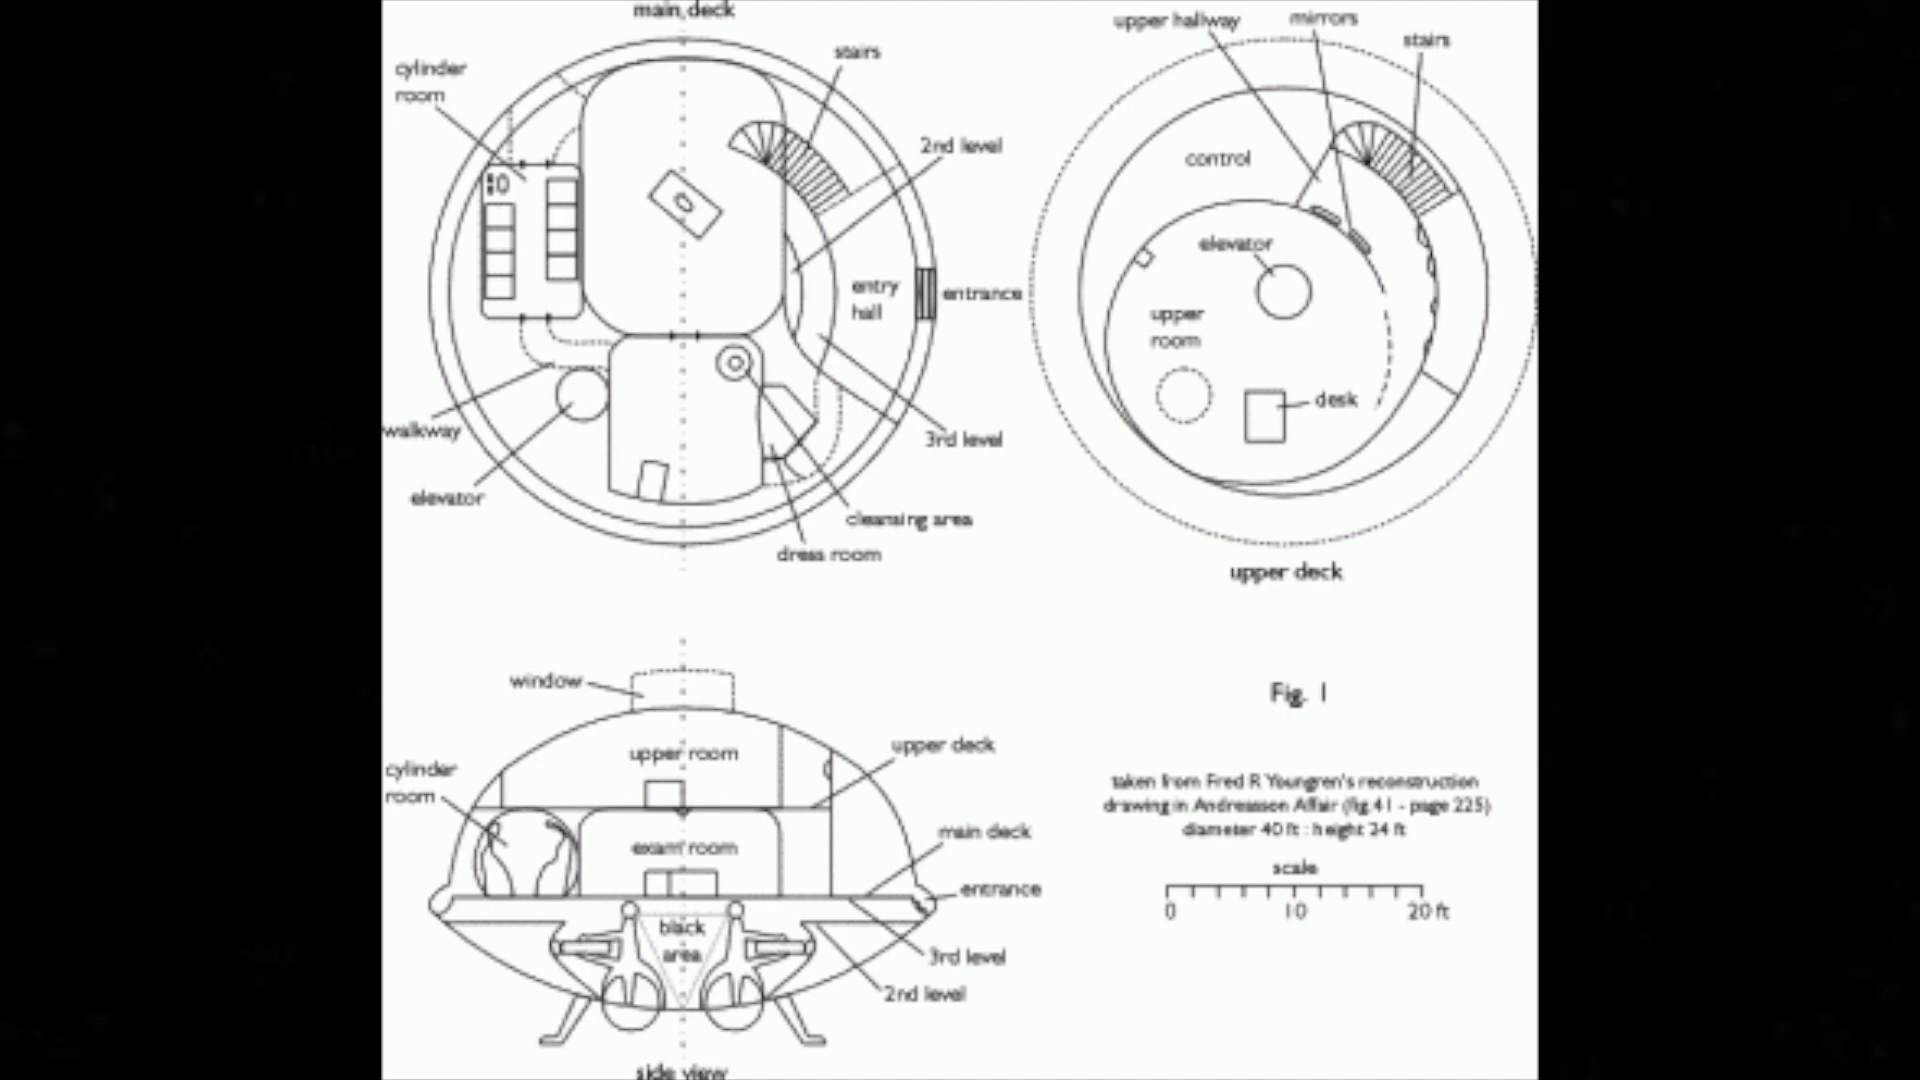 main deck
cylinder
room
stairs
2nd level
entry
hall
entrance
walkway
elevator
3rd level
cleansing area
dress room
upper hallway
mirrors
stairs
control
elevator
upper
room
desk
upper deck
window
upper room
upper deck
cylinder
room
exam room
main deck
entrance
black
area
3rd level
2nd level
side view
Fig. 1
taken from Fred R Youngren's reconstruction
drawing in Andreasson Affair (fig 41 - page 225)
diameter 40 ft : height 24 ft
scale
0 10 20 ft